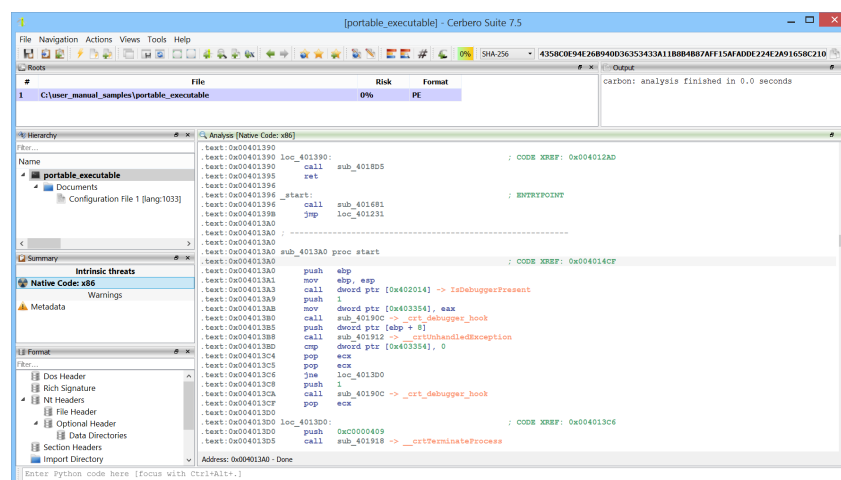 [portable_executable] - Cerbero Suite 7.5
File Navigation Actions Views Tools Help
0% SHA-256 4358C0E94E26B940D36353433A11B8B4B87AFF15AFADDE224E2A91658C210
Roots
# File Risk Format
1 C:\user_manual_samples\portable_executable 0% PE
Output
carbon: analysis finished in 0.0 seconds
Hierarchy
Filter...
Name
portable_executable
Documents
Configuration File 1 [lang:1033]
Summary
Intrinsic threats
Native Code: x86
Warnings
Metadata
Format
Filter...
Dos Header
Rich Signature
Nt Headers
File Header
Optional Header
Data Directories
Section Headers
Import Directory
Analysis [Native Code: x86]
.text:0x00401390
.text:0x00401390 loc_401390: ; CODE XREF: 0x004012AD
.text:0x00401390 call sub_4018D5
.text:0x00401395 ret
.text:0x00401396
.text:0x00401396 _start: ; ENTRYPOINT
.text:0x00401396 call sub_401681
.text:0x0040139B jmp loc_401231
.text:0x004013A0
.text:0x004013A0 ; ----------------------------------------------------------------
.text:0x004013A0
.text:0x004013A0 sub_4013A0 proc start
.text:0x004013A0 ; CODE XREF: 0x004014CF
.text:0x004013A0 push ebp
.text:0x004013A1 mov ebp, esp
.text:0x004013A3 call dword ptr [0x402014] -> IsDebuggerPresent
.text:0x004013A9 push 1
.text:0x004013AB mov dword ptr [0x403354], eax
.text:0x004013B0 call sub_40190C -> _crt_debugger_hook
.text:0x004013B5 push dword ptr [ebp + 8]
.text:0x004013B8 call sub_401912 -> __crtUnhandledException
.text:0x004013BD cmp dword ptr [0x403354], 0
.text:0x004013C4 pop ecx
.text:0x004013C5 pop ecx
.text:0x004013C6 jne loc_4013D0
.text:0x004013C8 push 1
.text:0x004013CA call sub_40190C -> _crt_debugger_hook
.text:0x004013CF pop ecx
.text:0x004013D0
.text:0x004013D0 loc_4013D0: ; CODE XREF: 0x004013C6
.text:0x004013D0 push 0xC0000409
.text:0x004013D5 call sub_401918 -> __crtTerminateProcess
Address: 0x004013A0 - Done
Enter Python code here [focus with Ctrl+Alt+.]